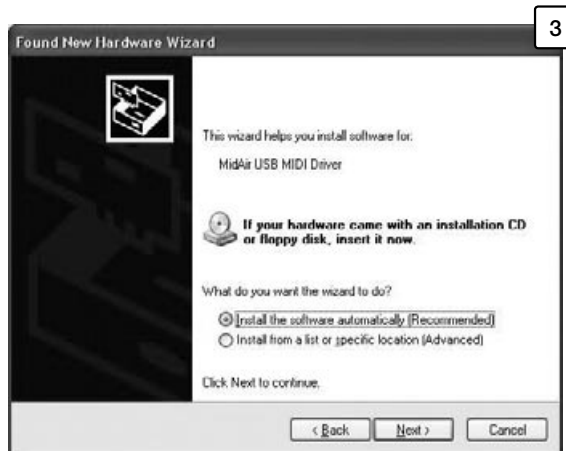 3
Found New Hardware Wizard
This wizard helps you install software for:
MidAir USB MIDI Driver
If your hardware came with an installation CD
or floppy disk, insert it now.
What do you want the wizard to do?
Install the software automatically (Recommended)
Install from a list or specific location (Advanced)
Click Next to continue.
< Back Next > Cancel